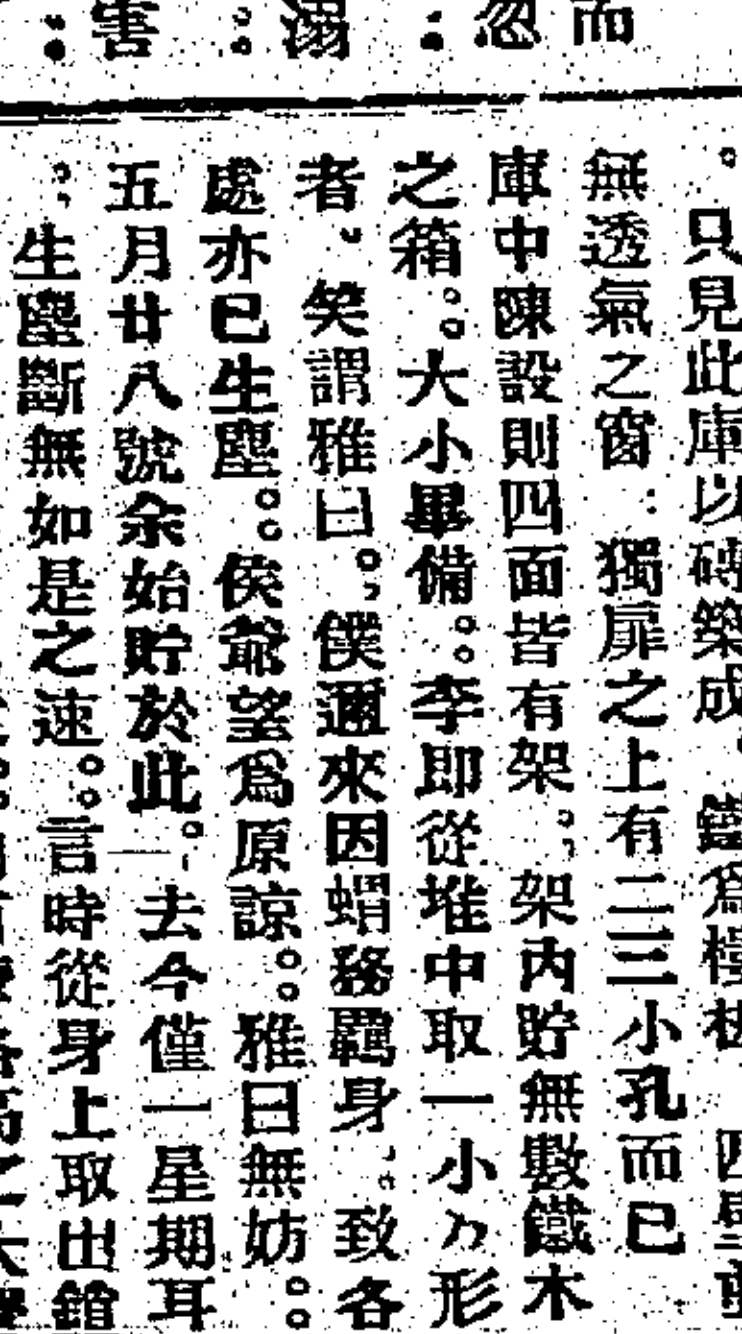 而
忽
溺
害
。只見此庫以磚築成。鐵爲
無透氣之窗．獨扉之上有二三小孔而已
庫中陳設則四面皆有架。架內貯無數鐵木
之箱。大小畢備。李卽從堆中取一小方形
者、笑謂雅曰。僕邇來因蝟務羈身。致各
處亦已生塵。侯爺望爲原諒。雅曰無妨。
五月廿八號余始貯於此。去今僅一星期耳
。生塵斷無如是之速。言時從身上取出